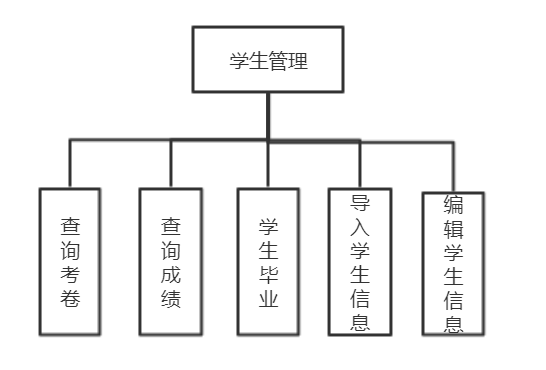 学生管理
查询考卷
查询成绩
学生毕业
导入学生信息
编辑学生信息